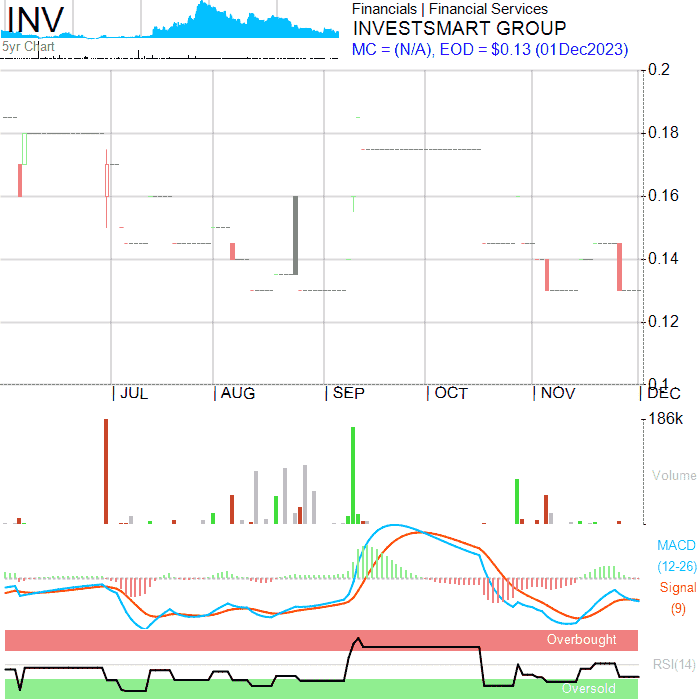 INV
5yr Chart
Financials | Financial Services
INVESTSMART GROUP
MC = (N/A), EOD = $0.13 (01Dec2023)
0.2
0.18
0.16
0.14
0.12
0.1
JUL AUG SEP OCT NOV DEC
186k
Volume
MACD
(12-26)
Signal
(9)
Overbought
RSI(14)
Oversold